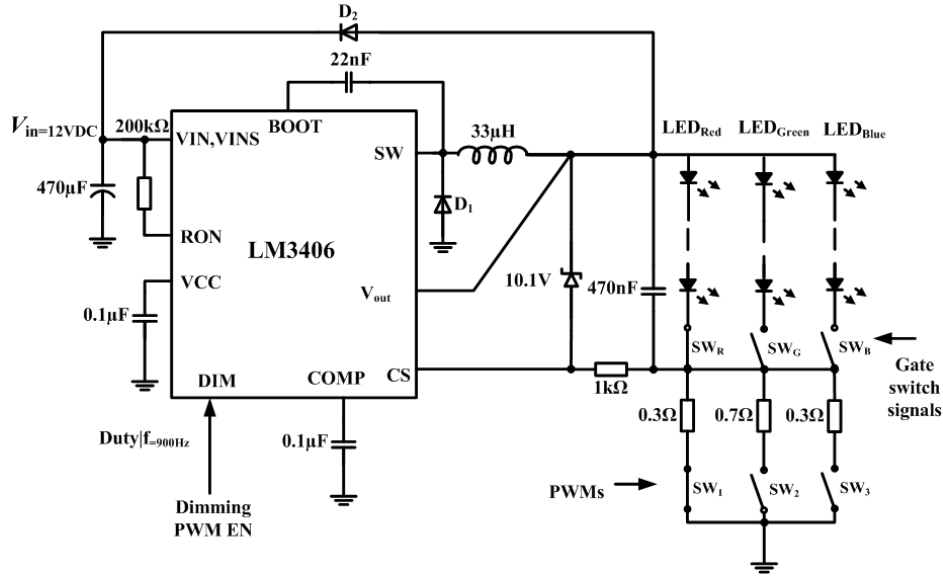 D₂
22nF
Vin=12VDC
200kΩ
BOOT
VIN,VINS
SW
33μH
LEDRed
LEDGreen
LEDBlue
470μF
D₁
RON
LM3406
VCC
Vout
10.1V
470nF
0.1μF
SWR
SWG
SWB
DIM
COMP
CS
1kΩ
Gate
switch
signals
0.3Ω
0.7Ω
0.3Ω
Duty|f=900Hz
0.1μF
Dimming
PWM EN
PWMs
SW₁
SW₂
SW₃